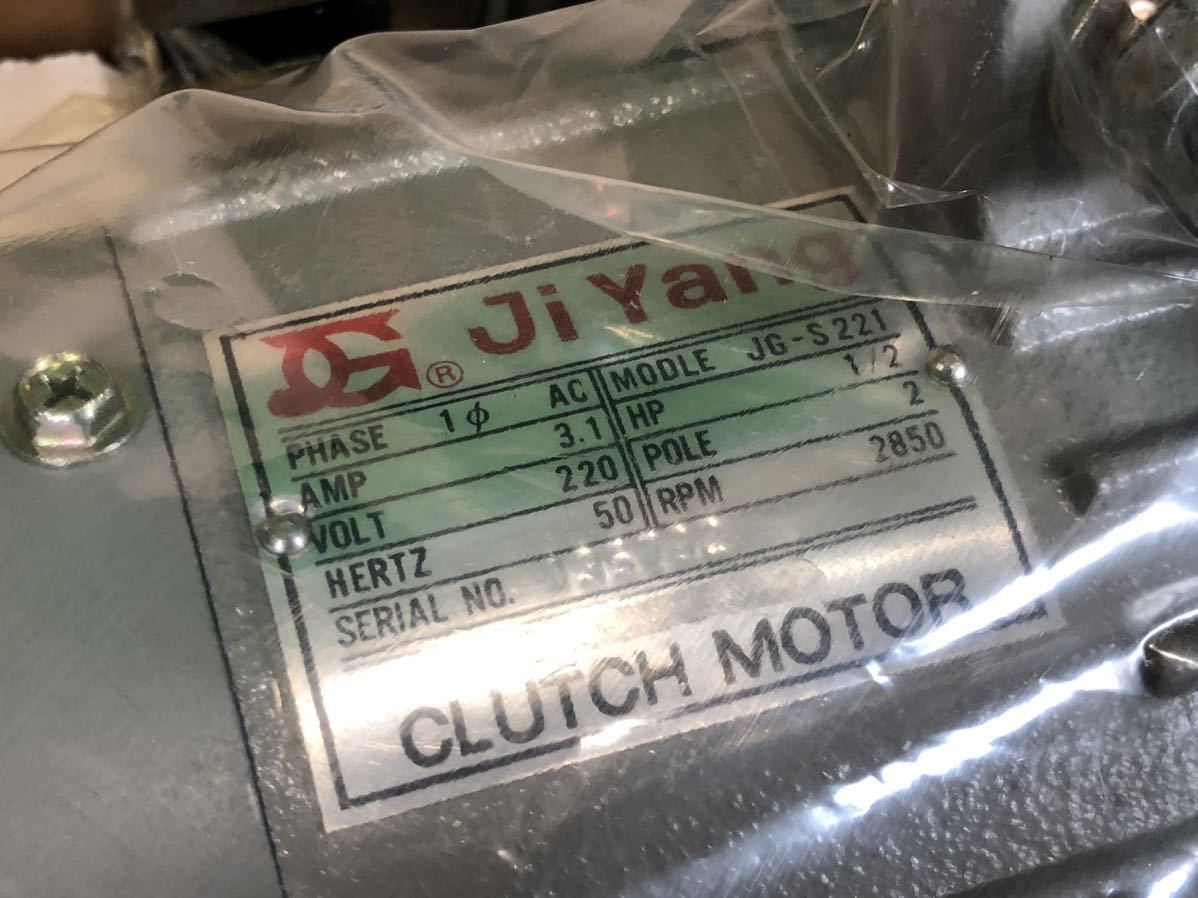 JG ® Ji Yang
PHASE 1ϕ AC MODLE JG-S221
AMP 3.1 HP 1/2
VOLT 220 POLE 2
HERTZ 50 RPM 2850
SERIAL NO.
CLUTCH MOTOR